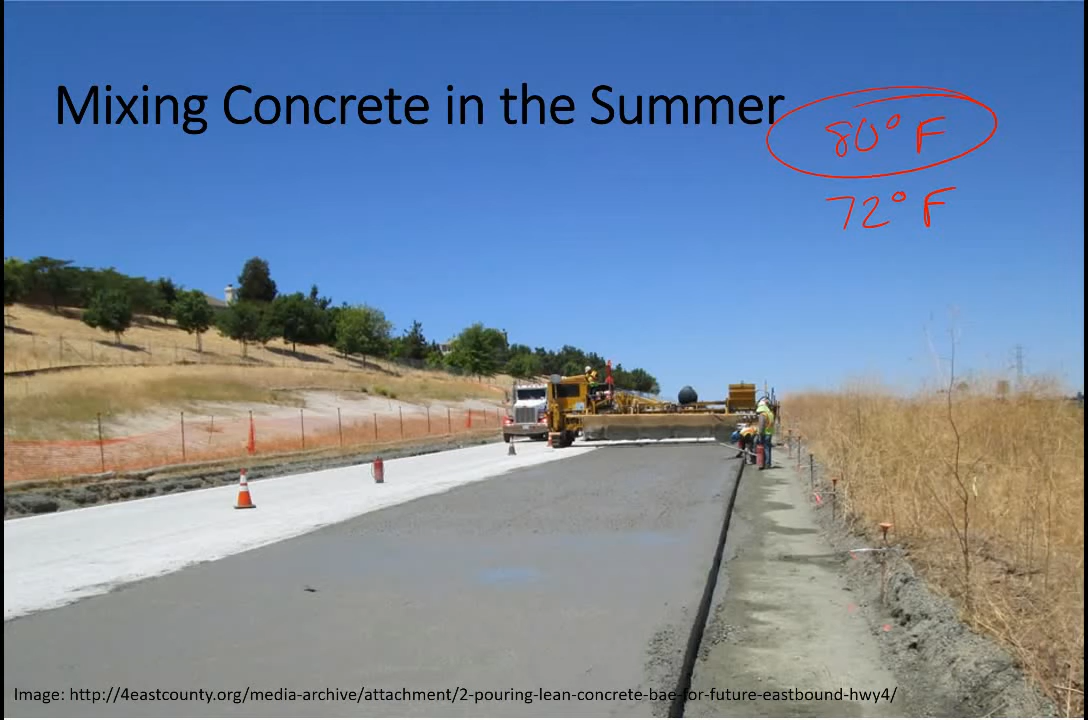 Mixing Concrete in the Summer
80° F
72° F
Image: http://4eastcounty.org/media-archive/attachment/2-pouring-lean-concrete-bae-for-future-eastbound-hwy4/